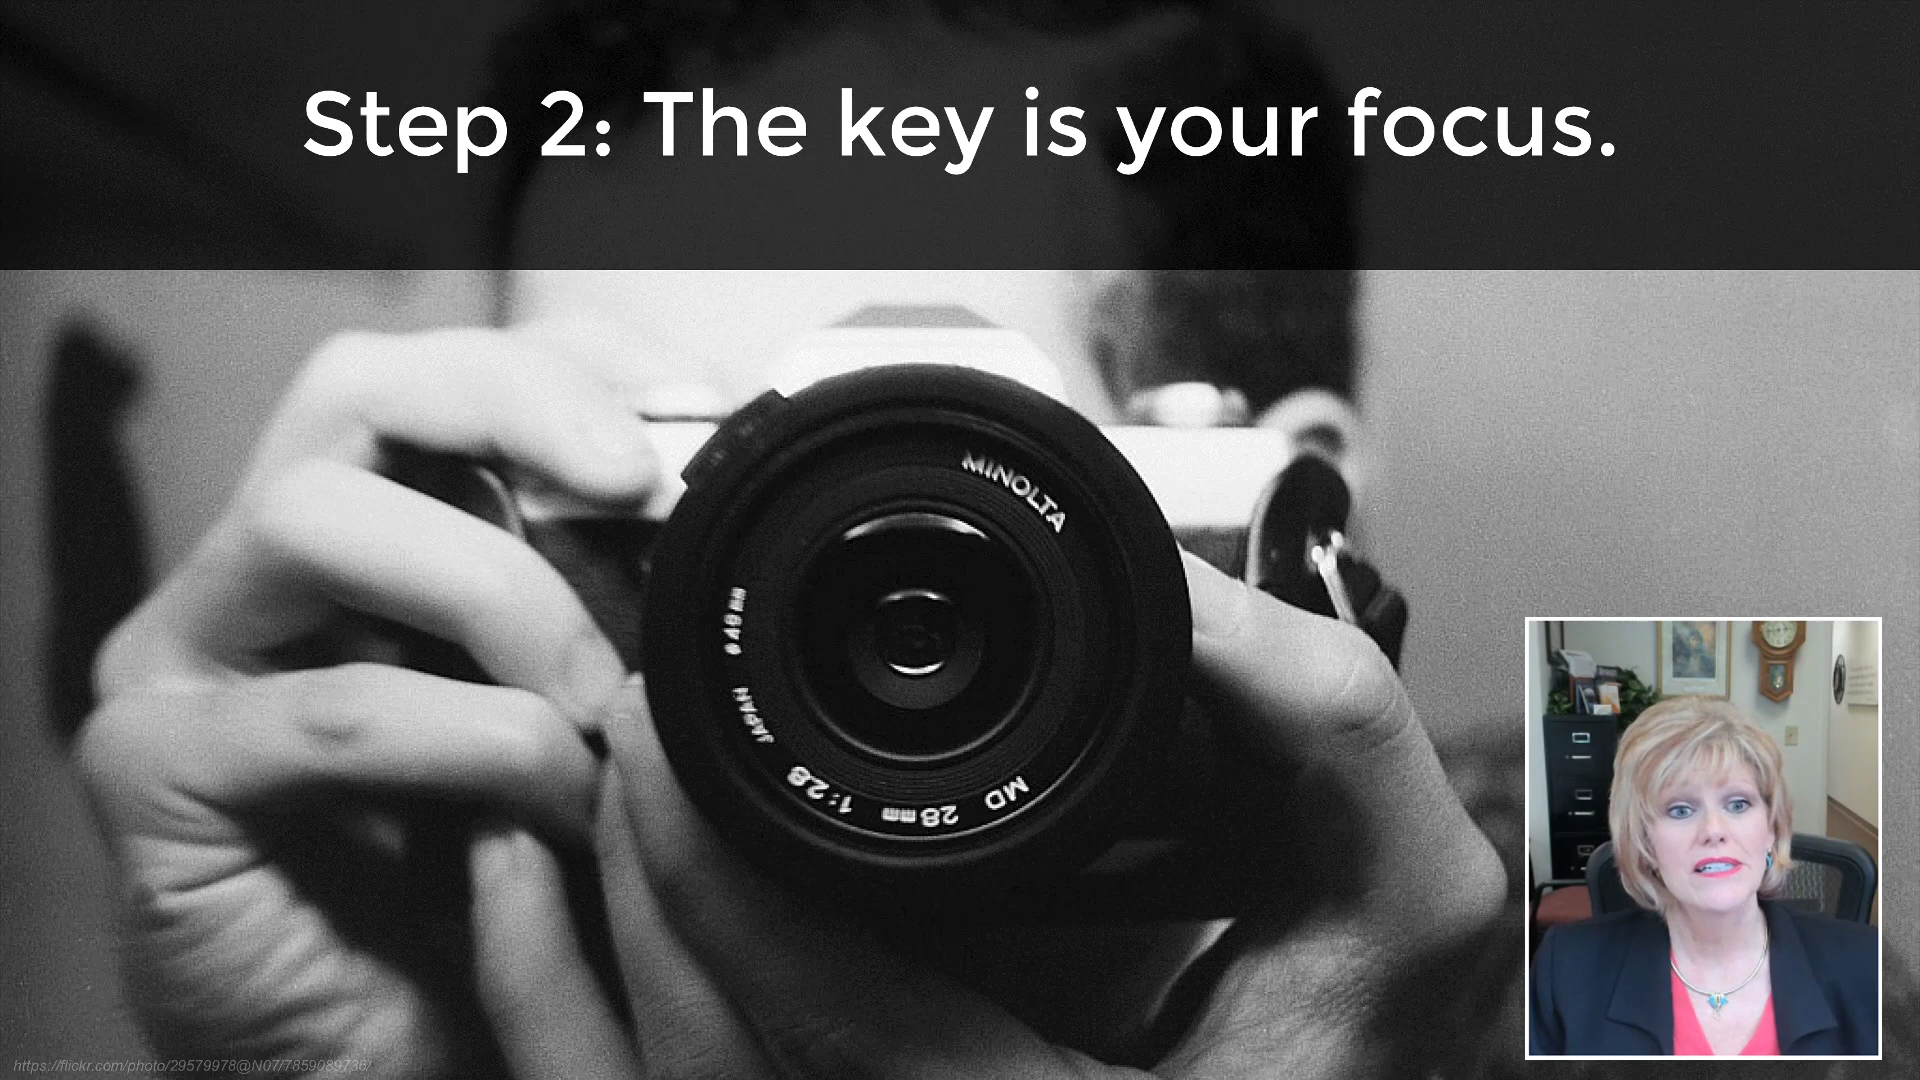 Step 2: The key is your focus.
MINOLTA
ø49mm
JAPAN
1:2.8
28mm
MD
https://flickr.com/photo/29579978@N07/7859089736/